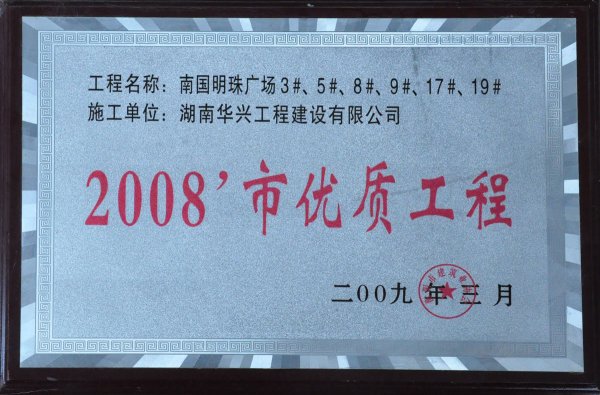 工程名称：南国明珠广场3#、5#、8#、9#、17#、19#
施工单位：湖南华兴工程建设有限公司
2008’市优质工程
二00九年三月